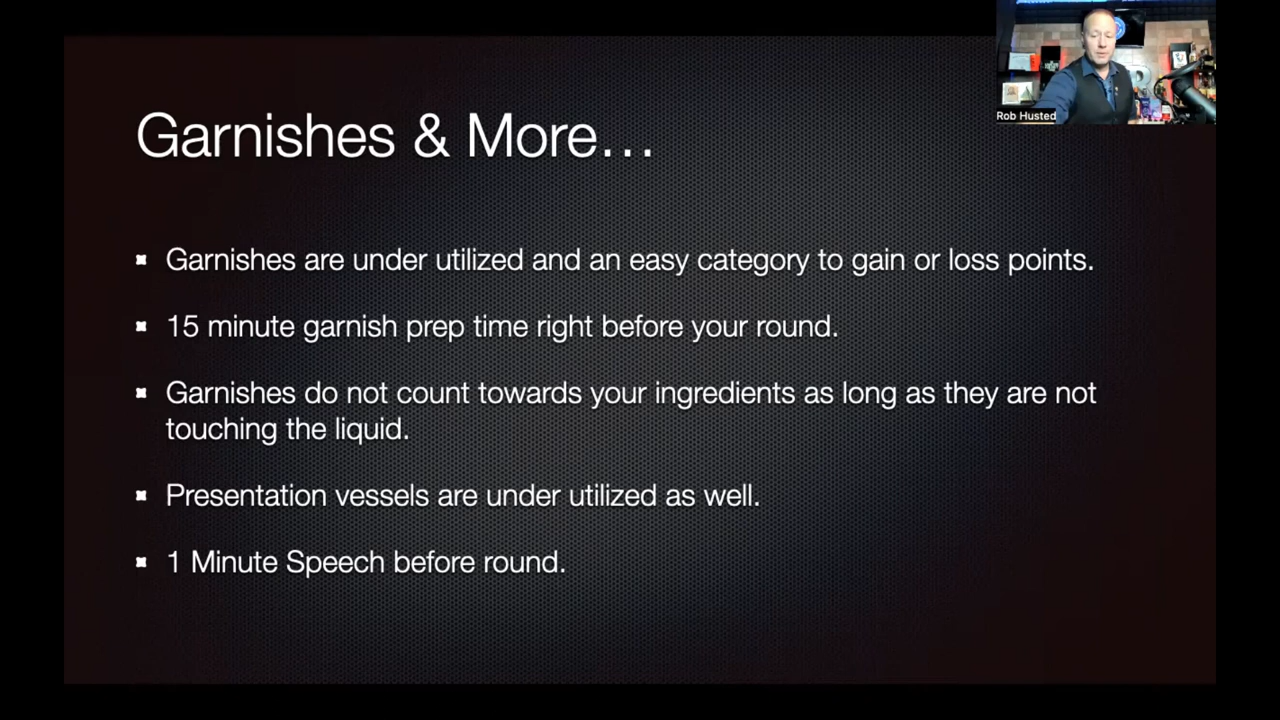 Rob Husted
Garnishes & More...
Garnishes are under utilized and an easy category to gain or loss points.
15 minute garnish prep time right before your round.
Garnishes do not count towards your ingredients as long as they are not
touching the liquid.
Presentation vessels are under utilized as well.
1 Minute Speech before round.